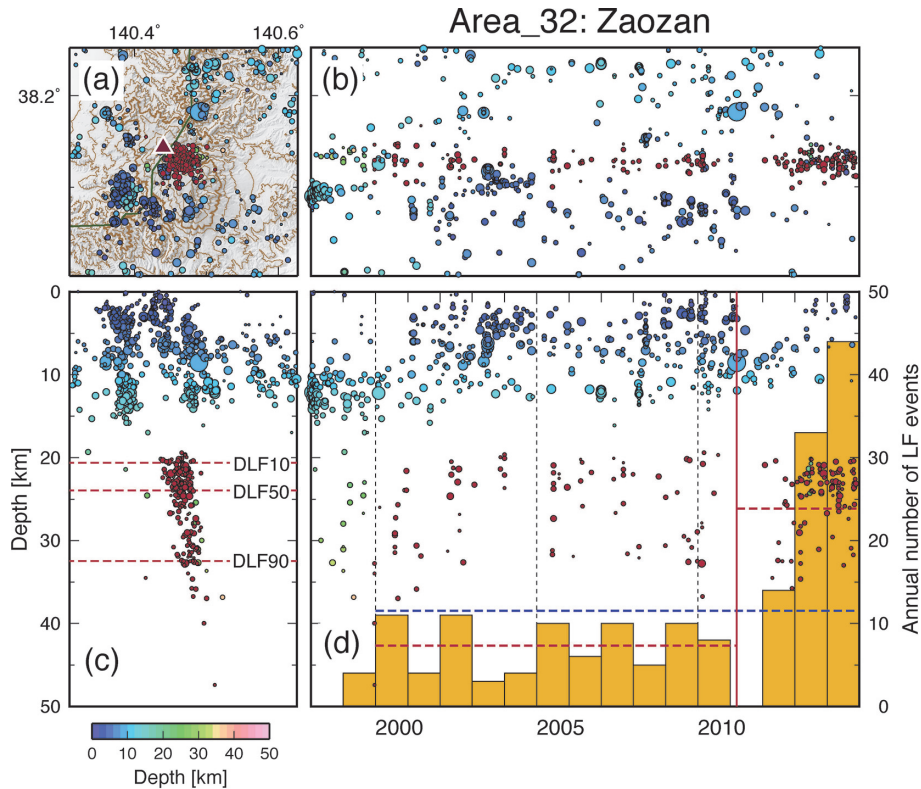 Area_32: Zaozan
140.4° 140.6°
38.2°
(a)
(b)
0
10
20
30
40
50
Depth [km]
DLF10
DLF50
DLF90
(c)
(d)
2000 2005 2010
50
40
30
20
10
0
Annual number of LF events
0 10 20 30 40 50
Depth [km]